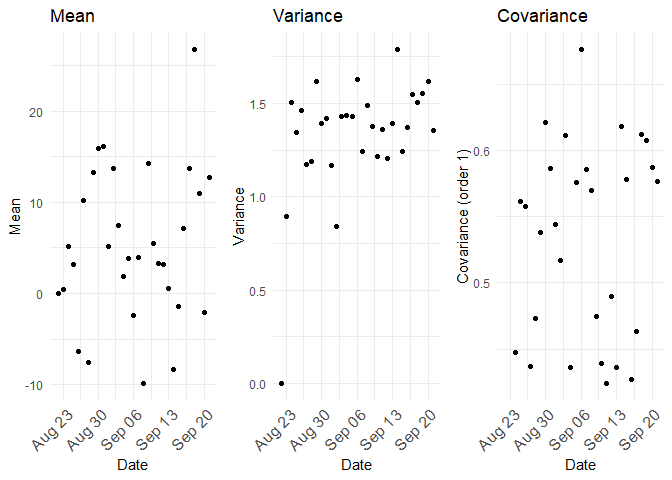 Mean
Variance
Covariance
Mean
20
10
0
-10
Aug 23
Aug 30
Sep 06
Sep 13
Sep 20
Date
Variance
1.5
1.0
0.5
0.0
Aug 23
Aug 30
Sep 06
Sep 13
Sep 20
Date
Covariance (order 1)
0.6
0.5
Aug 23
Aug 30
Sep 06
Sep 13
Sep 20
Date